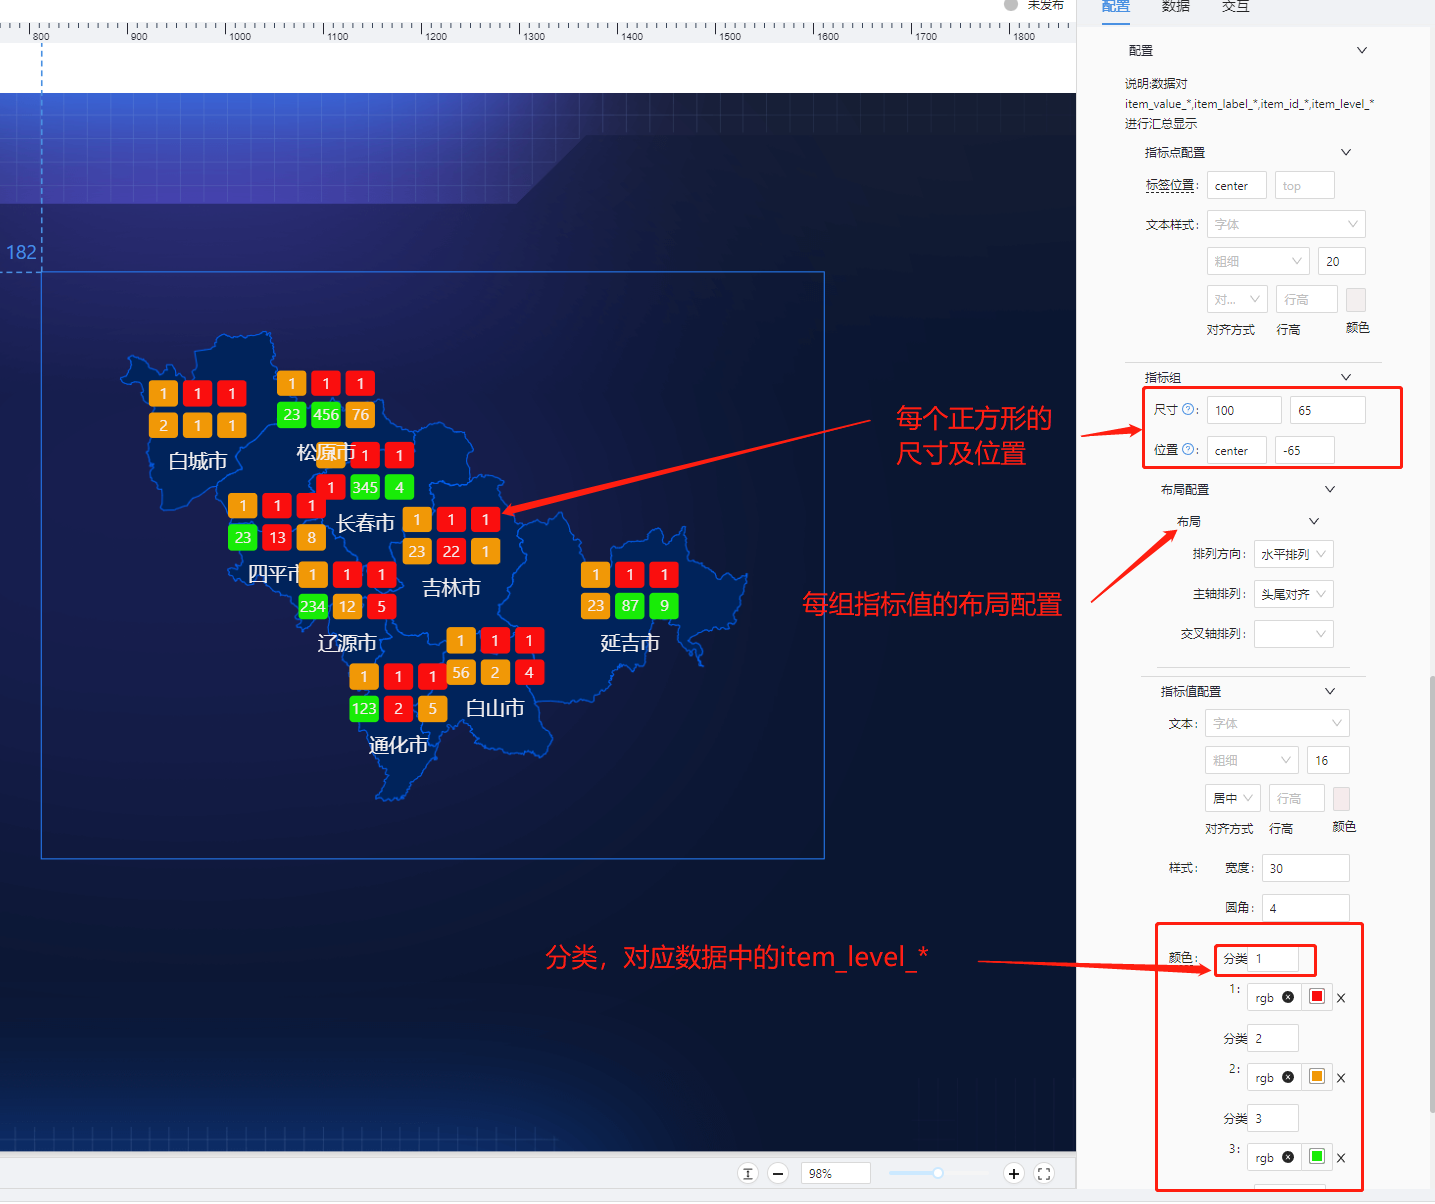 未发布
配置 数据 交互
800 900 1000 1100 1200 1300 1400 1500 1600 1700 1800
配置
说明:数据对
item_value_*,item_label_*,item_id_*,item_level_*
进行汇总显示
指标点配置
标签位置: center top
文本样式: 字体
粗细 20
对... 行高
对齐方式 行高 颜色
指标组
尺寸 ?: 100 65
位置 ?: center -65
布局配置
布局
排列方向: 水平排列
主轴排列: 头尾对齐
交叉轴排列:
指标值配置
文本: 字体
粗细 16
居中 行高
对齐方式 行高 颜色
样式: 宽度: 30
圆角: 4
颜色: 分类 1
1: rgb X
分类 2
2: rgb X
分类 3
3: rgb X
182
1 1 1
2 1 1
白城市
1 1 1
23 456 76
松原市
1 1
1 345 4
长春市
1 1 1
23 13 8
四平市
1 1 1
23 22 1
吉林市
1 1 1
234 12 5
辽源市
1 1 1
23 87 9
延吉市
1 1 1
56 2 4
白山市
1 1 1
123 2 5
通化市
每个正方形的
尺寸及位置
每组指标值的布局配置
分类，对应数据中的item_level_*
98%